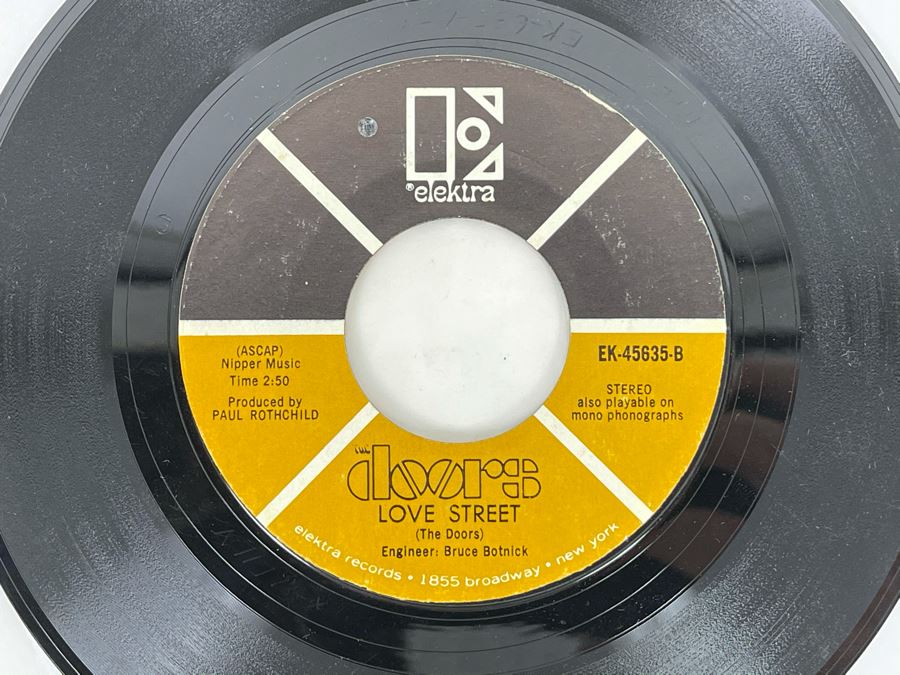 ® elektra
(ASCAP)
Nipper Music
Time 2:50
Produced by
PAUL ROTHCHILD
EK-45635-B
STEREO
also playable on
mono phonographs
THE
doors
LOVE STREET
(The Doors)
Engineer: Bruce Botnick
elektra records • 1855 broadway • new york